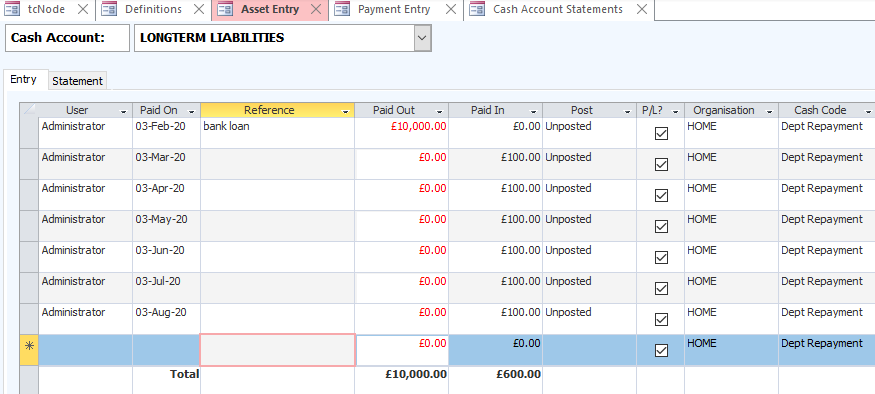 tcNode Definitions Asset Entry Payment Entry Cash Account Statements
Cash Account: LONGTERM LIABILITIES
Entry Statement
User Paid On Reference Paid Out Paid In Post P/L? Organisation Cash Code
Administrator 03-Feb-20 bank loan £10,000.00 £0.00 Unposted HOME Dept Repayment
Administrator 03-Mar-20 £0.00 £100.00 Unposted HOME Dept Repayment
Administrator 03-Apr-20 £0.00 £100.00 Unposted HOME Dept Repayment
Administrator 03-May-20 £0.00 £100.00 Unposted HOME Dept Repayment
Administrator 03-Jun-20 £0.00 £100.00 Unposted HOME Dept Repayment
Administrator 03-Jul-20 £0.00 £100.00 Unposted HOME Dept Repayment
Administrator 03-Aug-20 £0.00 £100.00 Unposted HOME Dept Repayment
£0.00 £0.00 HOME Dept Repayment
Total £10,000.00 £600.00